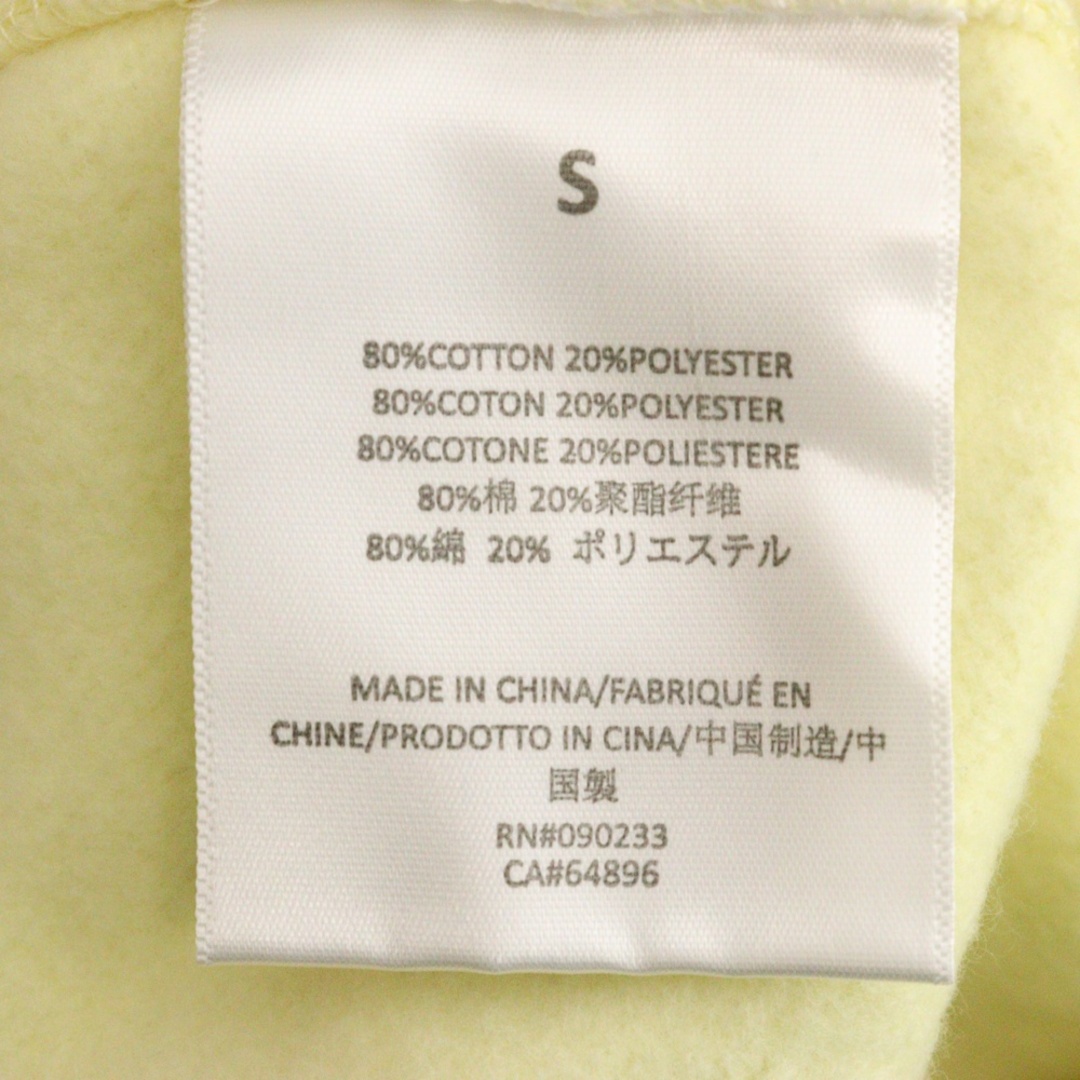 S
80%COTTON 20%POLYESTER
80%COTON 20%POLYESTER
80%COTONE 20%POLIESTERE
80%棉 20%聚酯纤维
80%綿 20% ポリエステル
MADE IN CHINA/FABRIQUÉ EN
CHINE/PRODOTTO IN CINA/中国制造/中
国製
RN#090233
CA#64896